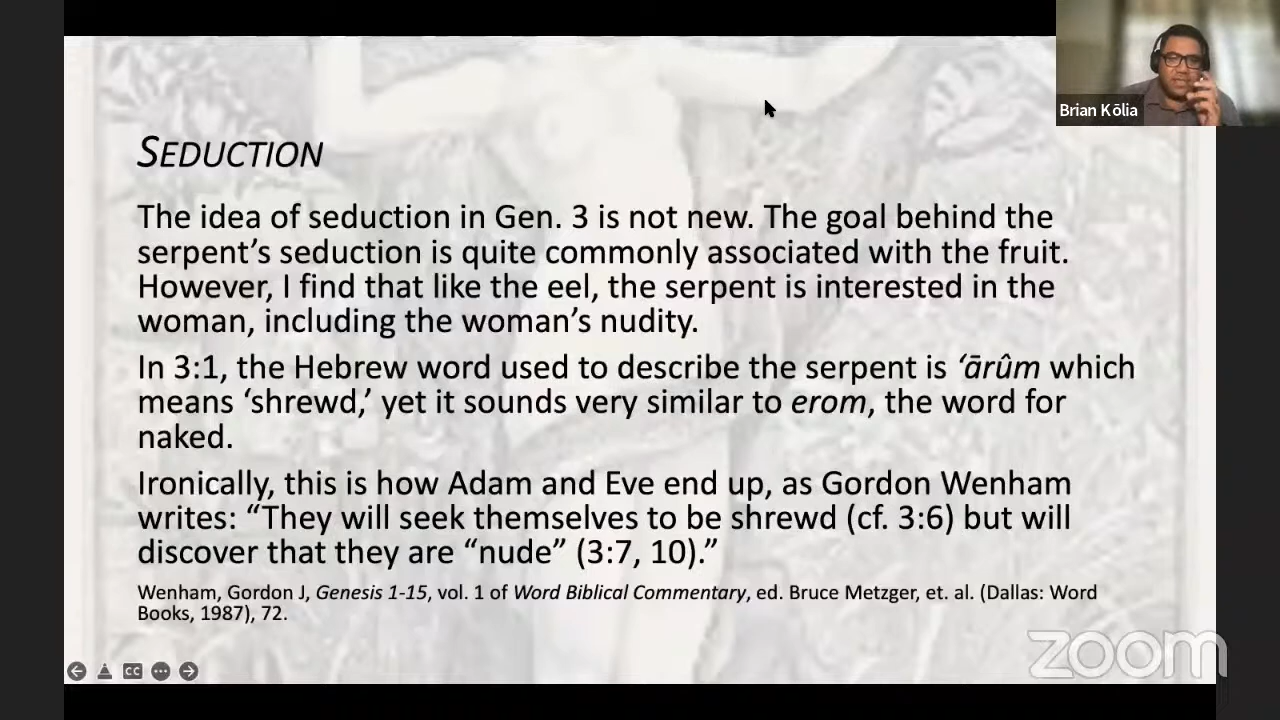 Brian Kōlia
SEDUCTION
The idea of seduction in Gen. 3 is not new. The goal behind the
serpent’s seduction is quite commonly associated with the fruit.
However, I find that like the eel, the serpent is interested in the
woman, including the woman’s nudity.
In 3:1, the Hebrew word used to describe the serpent is ‘ārûm which
means ‘shrewd,’ yet it sounds very similar to erom, the word for
naked.
Ironically, this is how Adam and Eve end up, as Gordon Wenham
writes: “They will seek themselves to be shrewd (cf. 3:6) but will
discover that they are “nude” (3:7, 10).”
Wenham, Gordon J, Genesis 1-15, vol. 1 of Word Biblical Commentary, ed. Bruce Metzger, et. al. (Dallas: Word
Books, 1987), 72.
CC
zoom